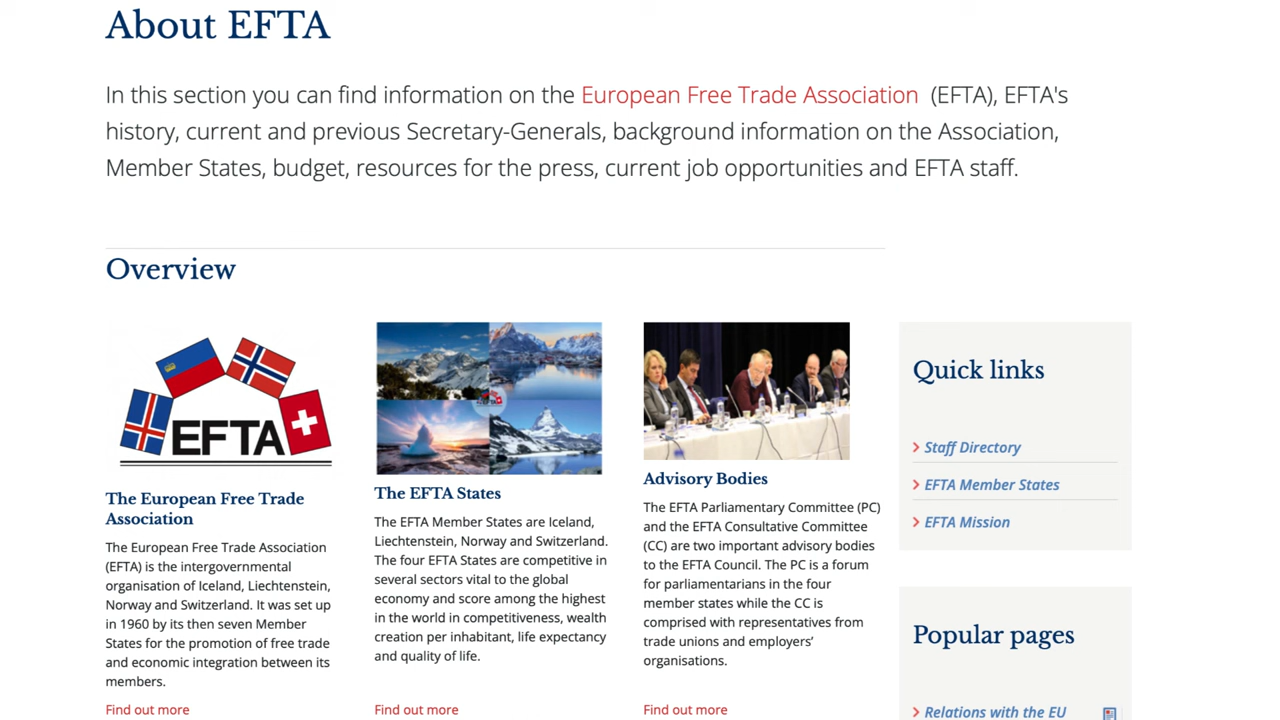 About EFTA
In this section you can find information on the European Free Trade Association (EFTA), EFTA's
history, current and previous Secretary-Generals, background information on the Association,
Member States, budget, resources for the press, current job opportunities and EFTA staff.
Overview
EFTA
The European Free Trade
Association
The European Free Trade Association
(EFTA) is the intergovernmental
organisation of Iceland, Liechtenstein,
Norway and Switzerland. It was set up
in 1960 by its then seven Member
States for the promotion of free trade
and economic integration between its
members.
Find out more
The EFTA States
The EFTA Member States are Iceland,
Liechtenstein, Norway and Switzerland.
The four EFTA States are competitive in
several sectors vital to the global
economy and score among the highest
in the world in competitiveness, wealth
creation per inhabitant, life expectancy
and quality of life.
Find out more
Advisory Bodies
The EFTA Parliamentary Committee (PC)
and the EFTA Consultative Committee
(CC) are two important advisory bodies
to the EFTA Council. The PC is a forum
for parliamentarians in the four
member states while the CC is
comprised with representatives from
trade unions and employers’
organisations.
Find out more
Quick links
Staff Directory
EFTA Member States
EFTA Mission
Popular pages
Relations with the EU